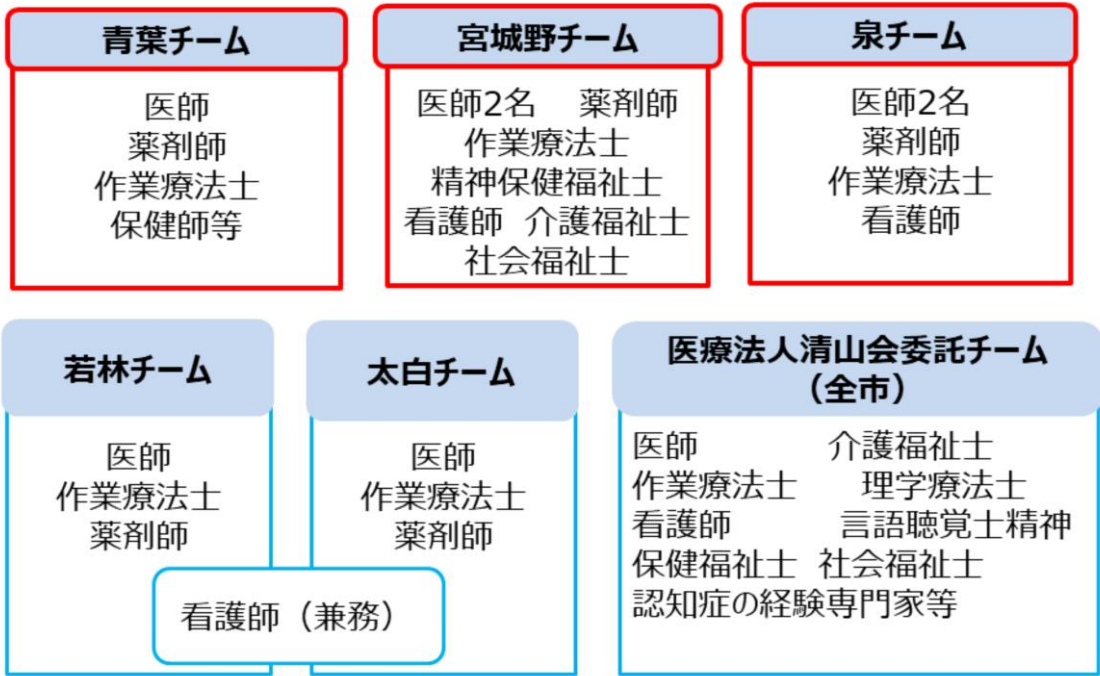 青葉チーム
医師
薬剤師
作業療法士
保健師等
宮城野チーム
医師2名 薬剤師
作業療法士
精神保健福祉士
看護師 介護福祉士
社会福祉士
泉チーム
医師2名
薬剤師
作業療法士
看護師
若林チーム
医師
作業療法士
薬剤師
太白チーム
医師
作業療法士
薬剤師
看護師（兼務）
医療法人清山会委託チーム
（全市）
医師 介護福祉士
作業療法士 理学療法士
看護師 言語聴覚士精神
保健福祉士 社会福祉士
認知症の経験専門家等